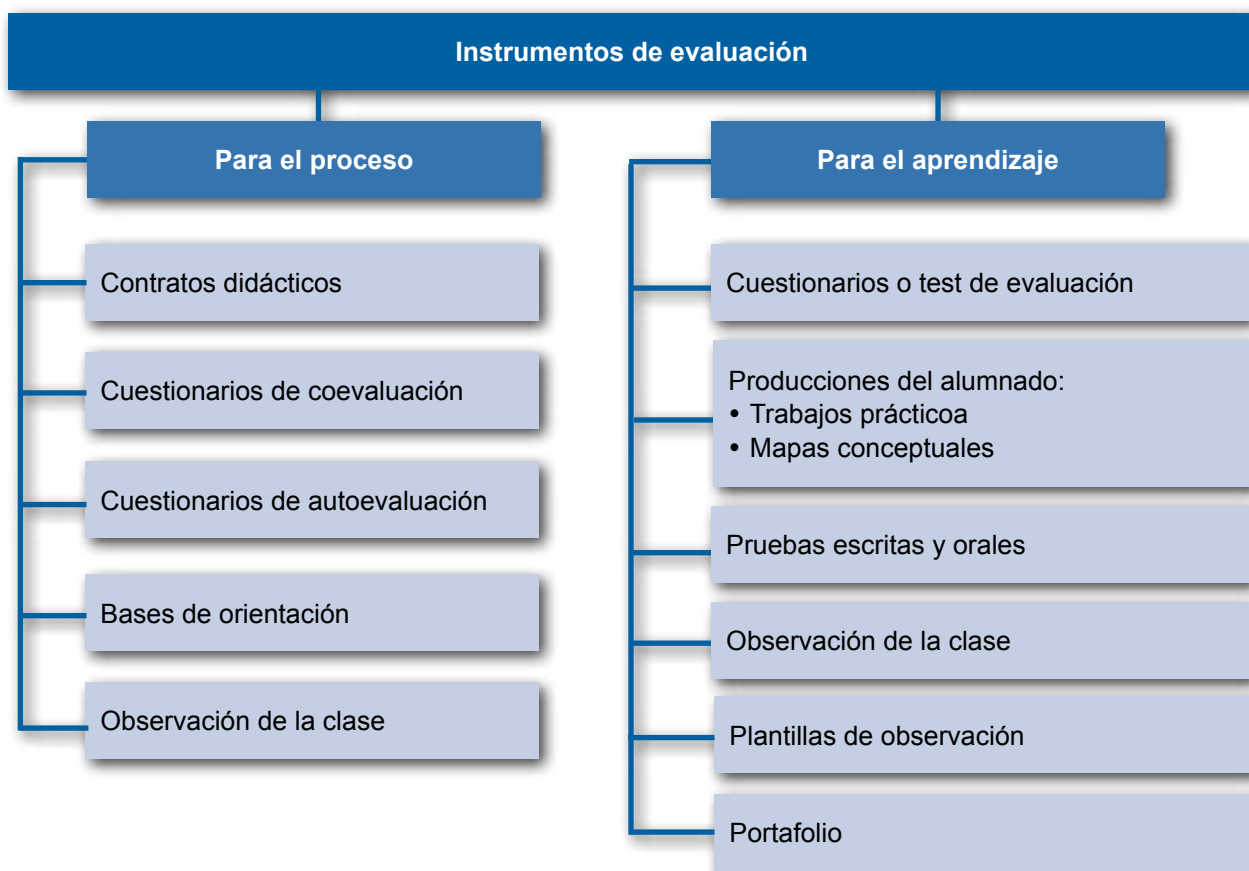 Instrumentos de evaluación
Para el proceso
Contratos didácticos
Cuestionarios de coevaluación
Cuestionarios de autoevaluación
Bases de orientación
Observación de la clase
Para el aprendizaje
Cuestionarios o test de evaluación
Producciones del alumnado:
• Trabajos prácticoa
• Mapas conceptuales
Pruebas escritas y orales
Observación de la clase
Plantillas de observación
Portafolio